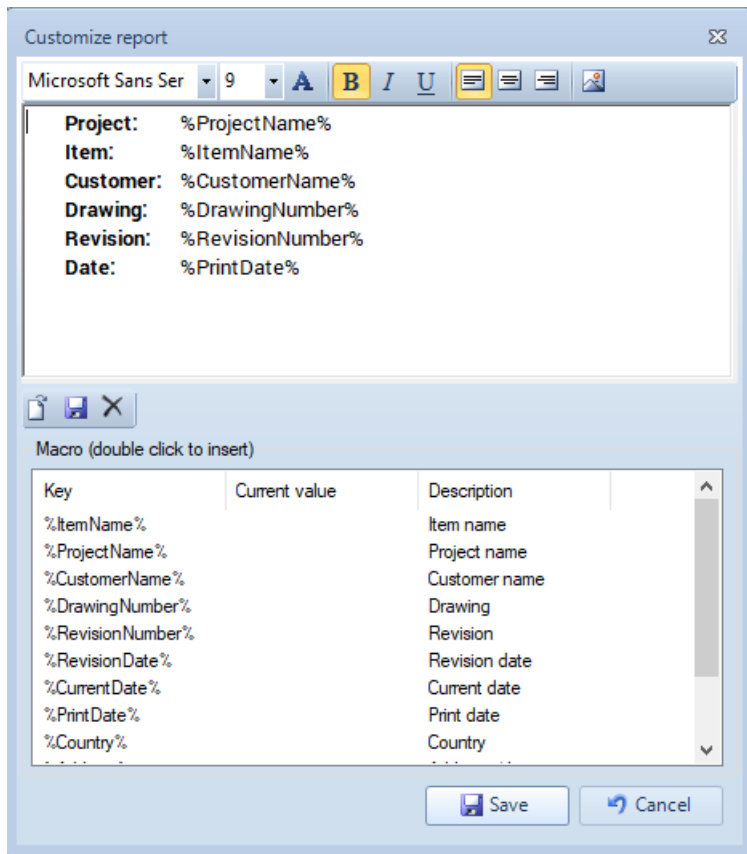 Customize report
Microsoft Sans Ser 9 A B I U
Project: %ProjectName%
Item: %ItemName%
Customer: %CustomerName%
Drawing: %DrawingNumber%
Revision: %RevisionNumber%
Date: %PrintDate%
Macro (double click to insert)
Key Current value Description
%ItemName% Item name
%ProjectName% Project name
%CustomerName% Customer name
%DrawingNumber% Drawing
%RevisionNumber% Revision
%RevisionDate% Revision date
%CurrentDate% Current date
%PrintDate% Print date
%Country% Country
Save Cancel